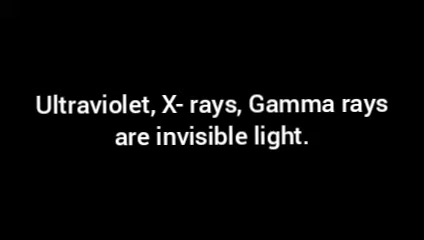 Ultraviolet, X- rays, Gamma rays
are invisible light.